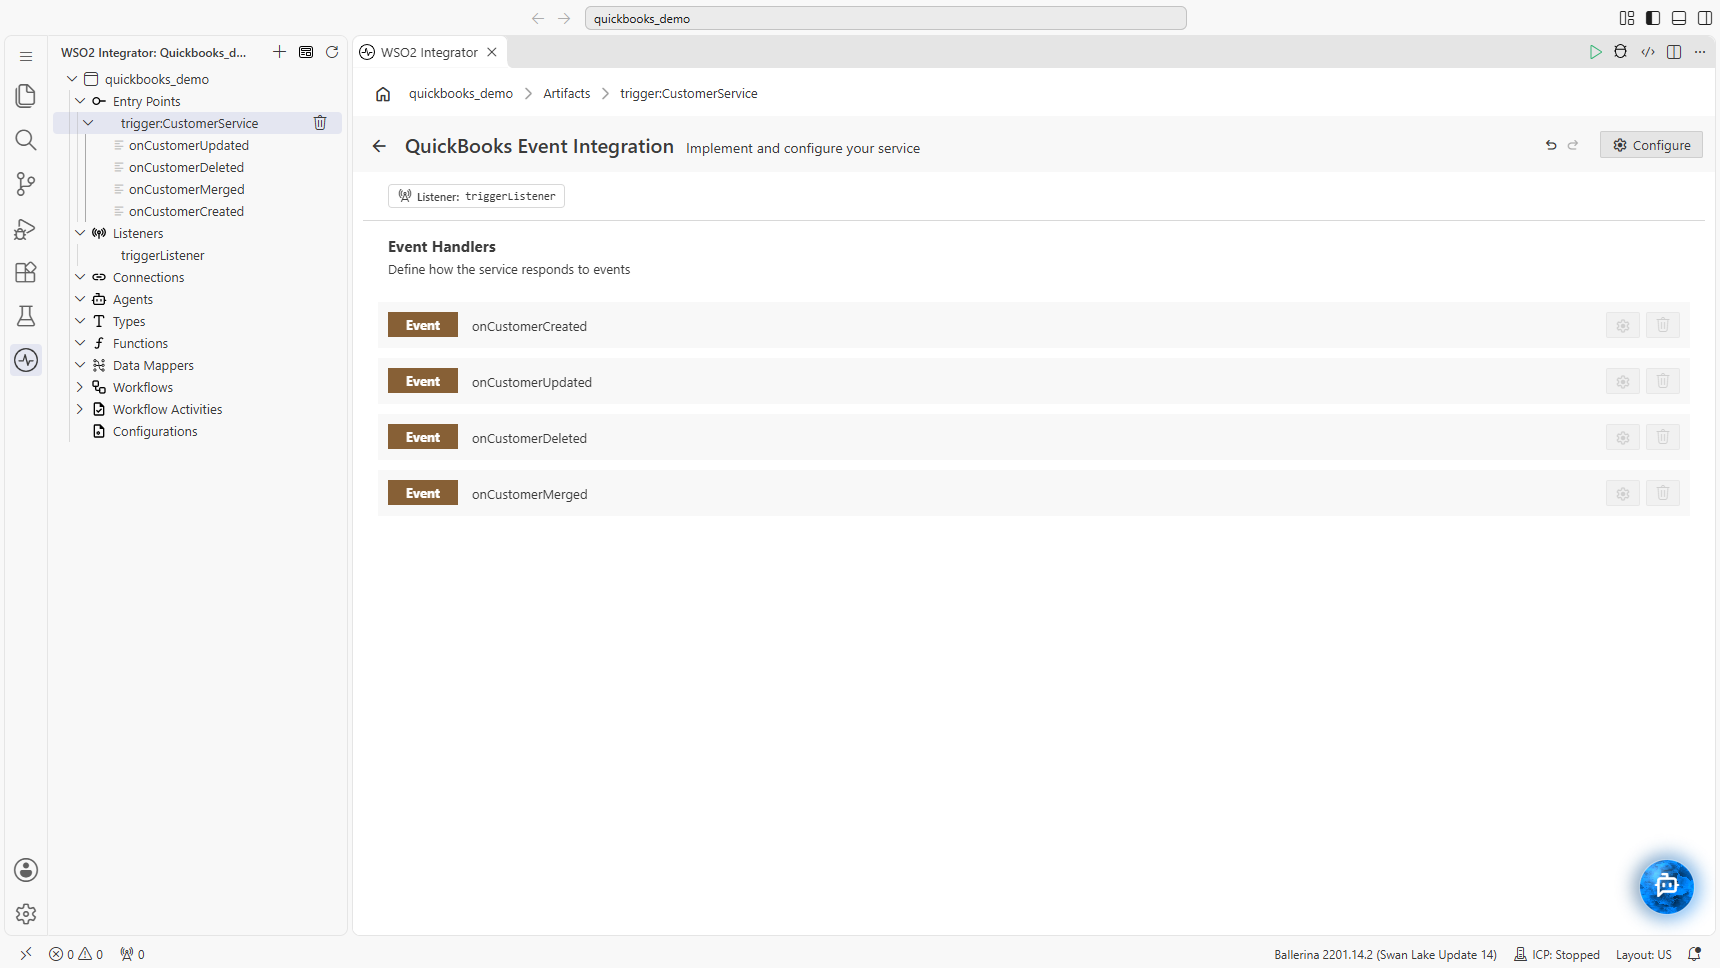 quickbooks_demo
WSO2 Integrator: Quickbooks_d...
quickbooks_demo
Entry Points
trigger:CustomerService
onCustomerUpdated
onCustomerDeleted
onCustomerMerged
onCustomerCreated
Listeners
triggerListener
Connections
Agents
Types
Functions
Data Mappers
Workflows
Workflow Activities
Configurations
WSO2 Integrator
quickbooks_demo > Artifacts > trigger:CustomerService
QuickBooks Event Integration Implement and configure your service
Configure
Listener: triggerListener
Event Handlers
Define how the service responds to events
Event onCustomerCreated
Event onCustomerUpdated
Event onCustomerDeleted
Event onCustomerMerged
0 0 0
Ballerina 2201.14.2 (Swan Lake Update 14) ICP: Stopped Layout: US